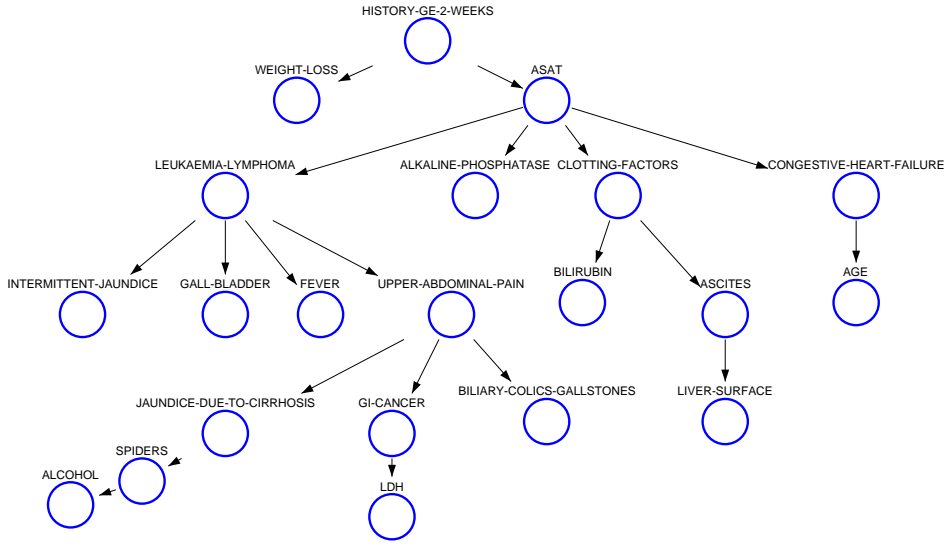 HISTORY-GE-2-WEEKS
WEIGHT-LOSS
ASAT
LEUKAEMIA-LYMPHOMA
ALKALINE-PHOSPHATASE
CLOTTING-FACTORS
CONGESTIVE-HEART-FAILURE
INTERMITTENT-JAUNDICE
GALL-BLADDER
FEVER
UPPER-ABDOMINAL-PAIN
BILIRUBIN
ASCITES
AGE
JAUNDICE-DUE-TO-CIRRHOSIS
GI-CANCER
BILIARY-COLICS-GALLSTONES
LIVER-SURFACE
SPIDERS
ALCOHOL
LDH